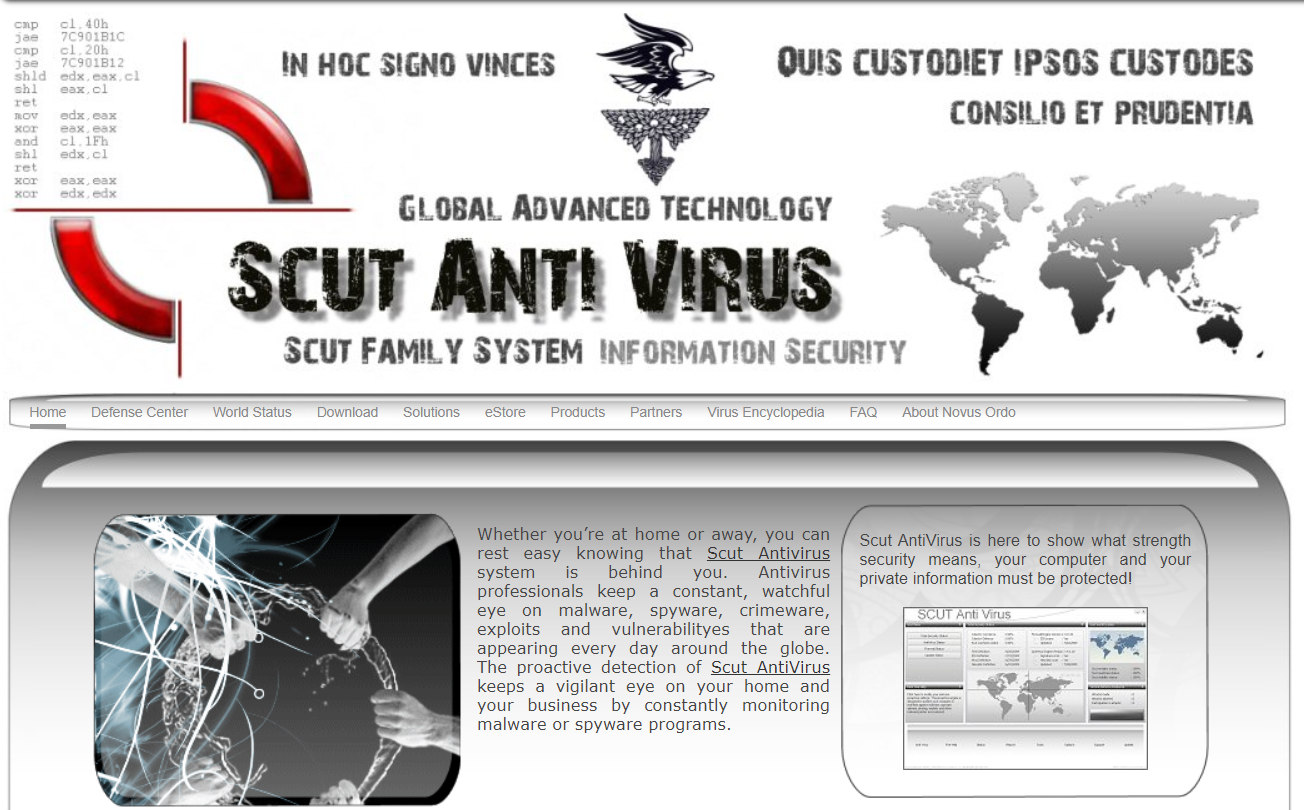 cmp cl,40h
jae 7C901B1C
cmp cl,20h
jae 7C901B12
shld edx,eax,cl
shl eax,cl
ret
mov edx,eax
xor eax,eax
and cl,1Fh
shl edx,cl
ret
xor eax,eax
xor edx,edx
In hoc signo vinces
Quis custodiet ipsos custodes
consilio et prudentia
Global Advanced Technology
Scut Anti Virus
Scut Family System Information Security
Home Defense Center World Status Download Solutions eStore Products Partners Virus Encyclopedia FAQ About Novus Ordo
Whether you’re at home or away, you can
rest easy knowing that Scut Antivirus
system is behind you. Antivirus
professionals keep a constant, watchful
eye on malware, spyware, crimeware,
exploits and vulnerabilityes that are
appearing every day around the globe.
The proactive detection of Scut AntiVirus
keeps a vigilant eye on your home and
your business by constantly monitoring
malware or spyware programs.
Scut AntiVirus is here to show what strength
security means, your computer and your
private information must be protected!
SCUT Anti Virus